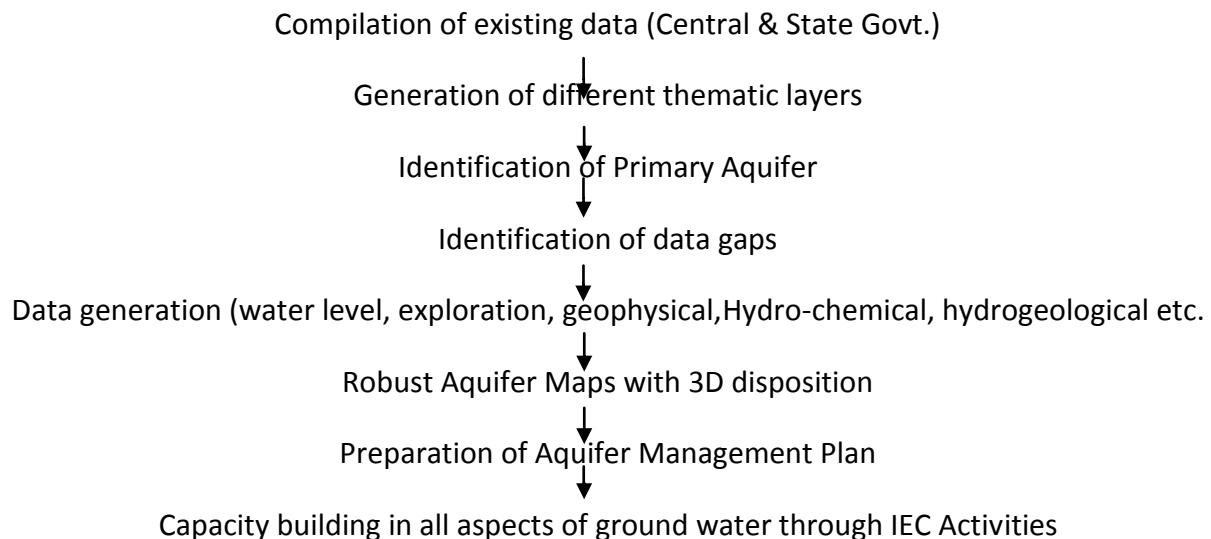 Compilation of existing data (Central & State Govt.)
Generation of different thematic layers
Identification of Primary Aquifer
Identification of data gaps
Data generation (water level, exploration, geophysical,Hydro-chemical, hydrogeological etc.
Robust Aquifer Maps with 3D disposition
Preparation of Aquifer Management Plan
Capacity building in all aspects of ground water through IEC Activities